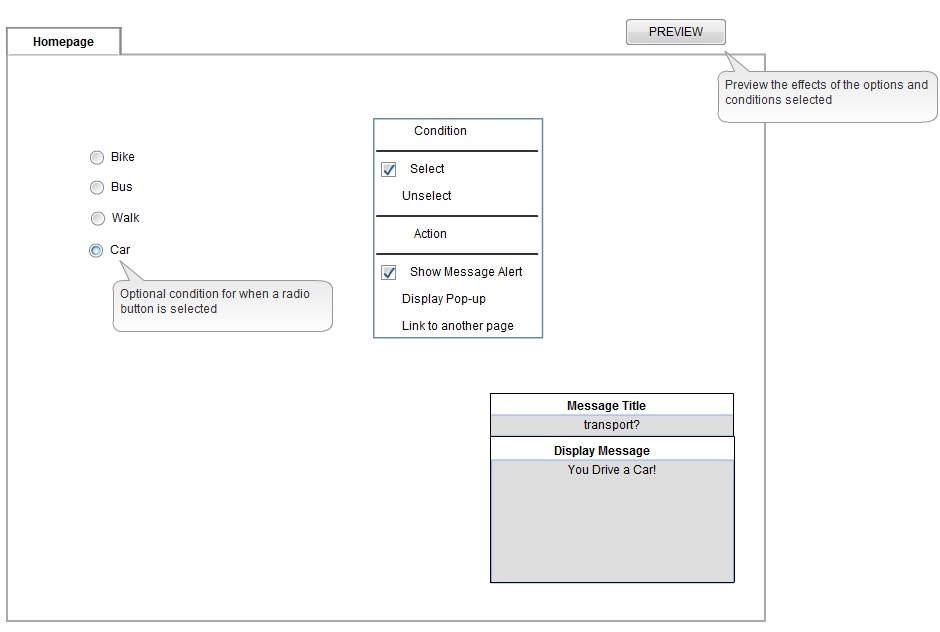 Homepage
PREVIEW
Preview the effects of the options and
conditions selected
Bike
Bus
Walk
Car
Optional condition for when a radio
button is selected
Condition
Select
Unselect
Action
Show Message Alert
Display Pop-up
Link to another page
Message Title
transport?
Display Message
You Drive a Car!